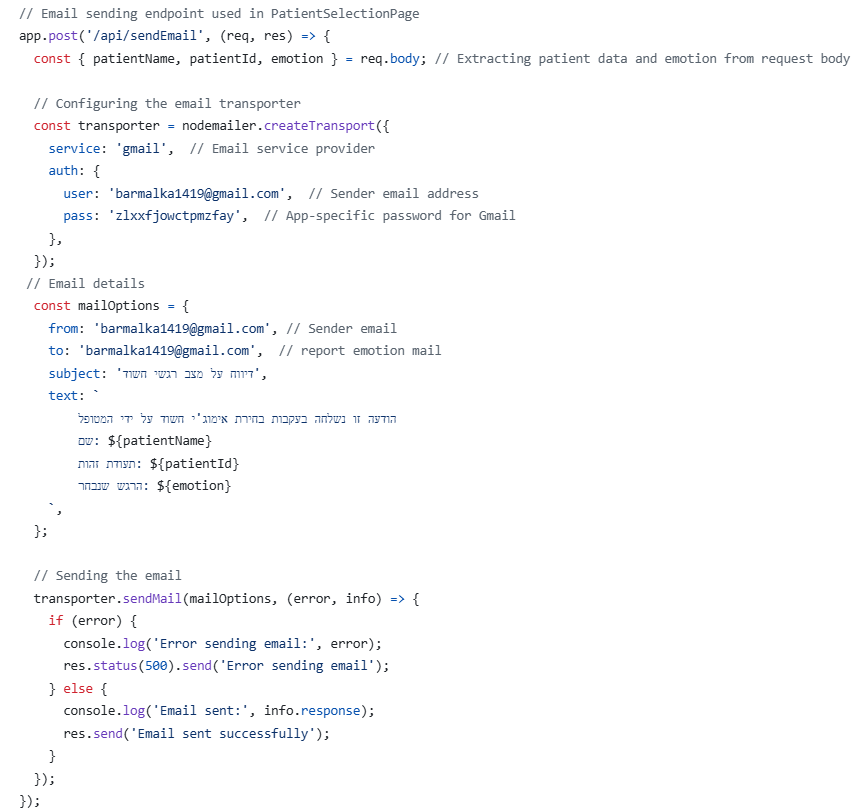 // Email sending endpoint used in PatientSelectionPage
app.post('/api/sendEmail', (req, res) => {
  const { patientName, patientId, emotion } = req.body; // Extracting patient data and emotion from request body

  // Configuring the email transporter
  const transporter = nodemailer.createTransport({
    service: 'gmail',  // Email service provider
    auth: {
      user: 'barmalka1419@gmail.com',  // Sender email address
      pass: 'zlxxfjowctpmzfay',  // App-specific password for Gmail
    },
  });
 // Email details
  const mailOptions = {
    from: 'barmalka1419@gmail.com', // Sender email
    to: 'barmalka1419@gmail.com',  // report emotion mail
    subject: 'דיווח על מצב רגשי חשוד',
    text: `
        הודעה זו נשלחה בעקבות בחירת אימוג'י חשוד על ידי המטופל
        שם: ${patientName}
        תעודת זהות: ${patientId}
        הרגש שנבחר: ${emotion}
    `,
  };

  // Sending the email
  transporter.sendMail(mailOptions, (error, info) => {
    if (error) {
      console.log('Error sending email:', error);
      res.status(500).send('Error sending email');
    } else {
      console.log('Email sent:', info.response);
      res.send('Email sent successfully');
    }
  });
});